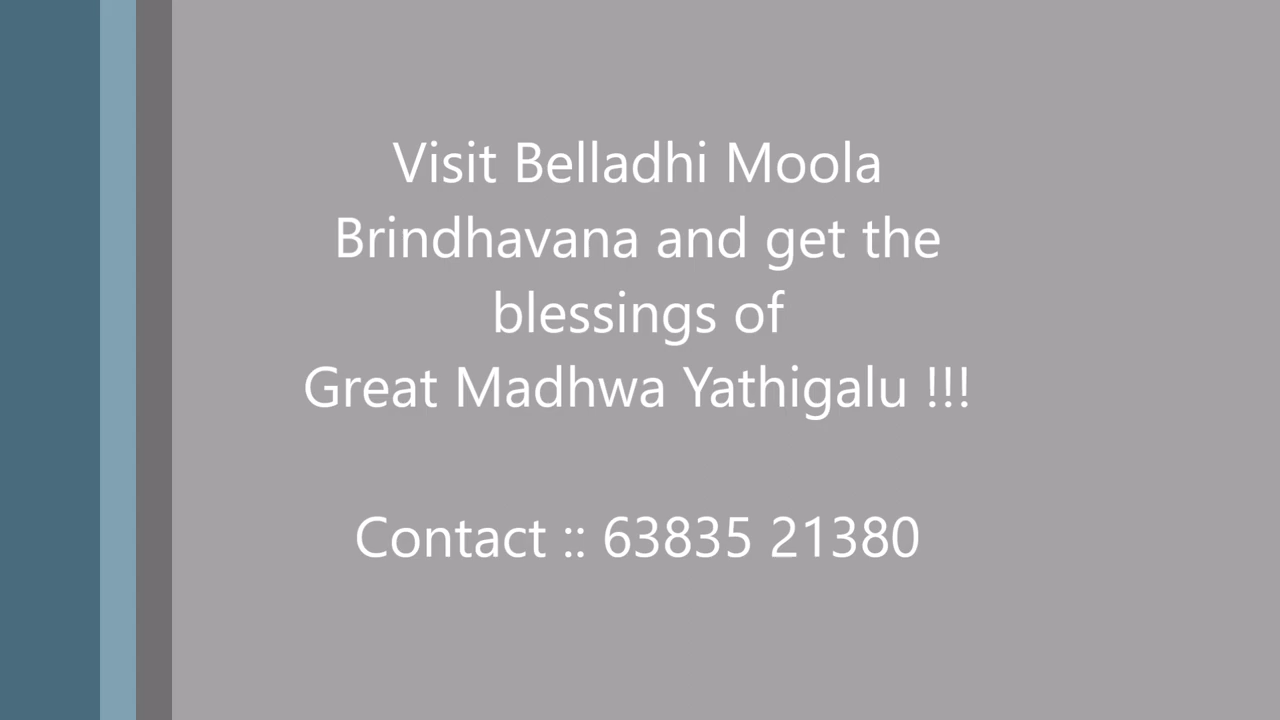 Visit Belladhi Moola
Brindhavana and get the
blessings of
Great Madhwa Yathigalu !!!
Contact :: 63835 21380